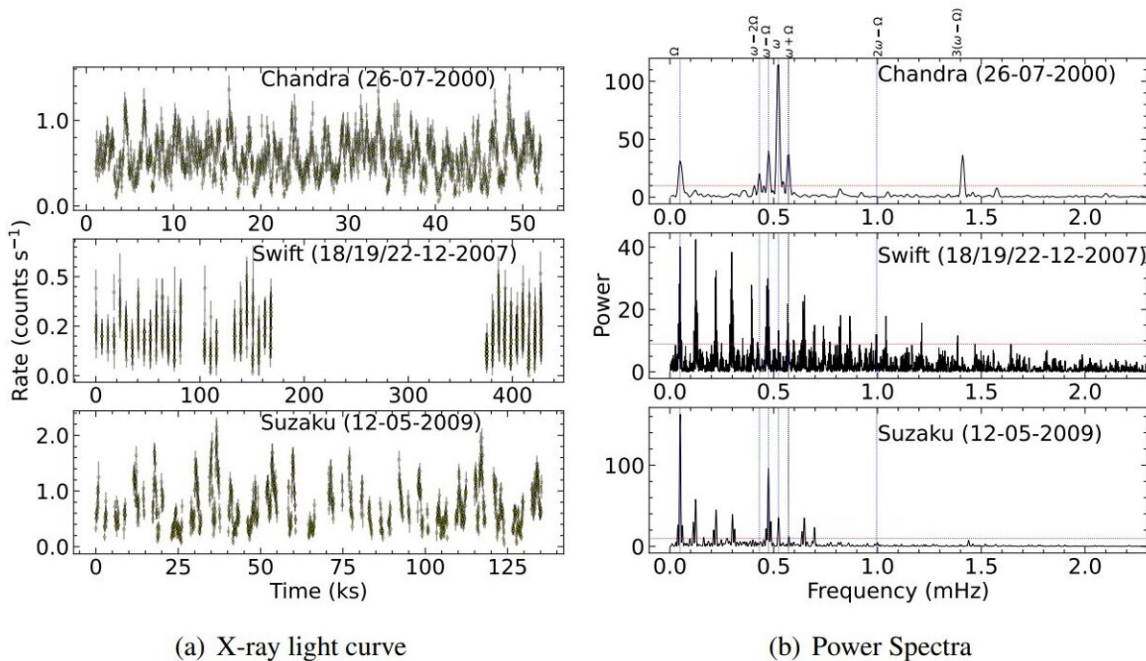 Chandra (26-07-2000)
1.0
0.5
0.0
0 10 20 30 40 50
Swift (18/19/22-12-2007)
0.5
0.2
0.0
0 100 200 300 400
Suzaku (12-05-2009)
2.0
1.0
0.0
0 25 50 75 100 125
Rate (counts s⁻¹)
Time (ks)
(a) X-ray light curve
Ω
ω − 2Ω
ω − Ω
ω
ω + Ω
2ω − Ω
3(ω − Ω)
Chandra (26-07-2000)
100
50
0
0.0 0.5 1.0 1.5 2.0
Swift (18/19/22-12-2007)
40
20
0
0.0 0.5 1.0 1.5 2.0
Suzaku (12-05-2009)
100
0
0.0 0.5 1.0 1.5 2.0
Power
Frequency (mHz)
(b) Power Spectra